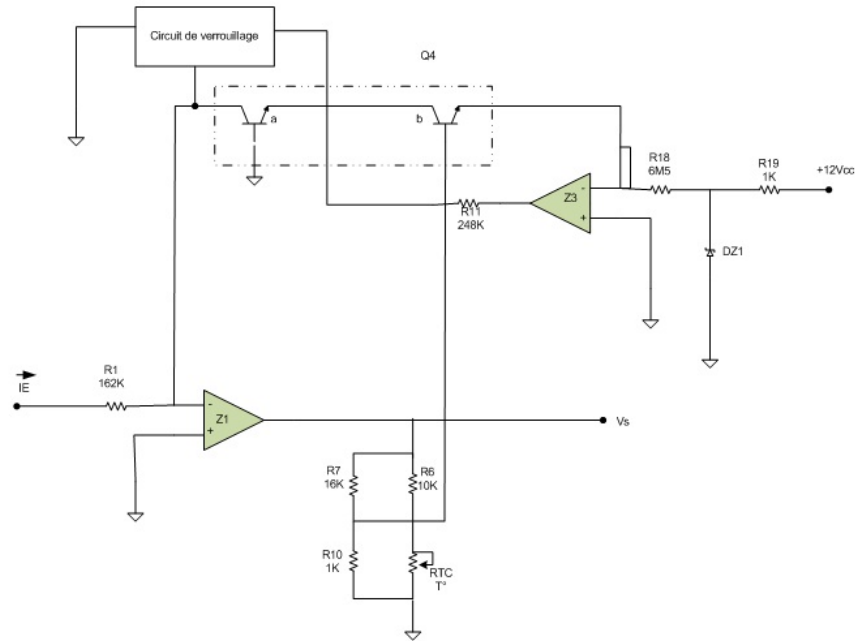 Circuit de verrouillage
Q4
a
b
R18
6M5
R19
1K
+12Vcc
Z3
-
+
R11
248K
DZ1
R1
162K
IE
Z1
-
+
Vs
R7
16K
R6
10K
R10
1K
RTC
T°